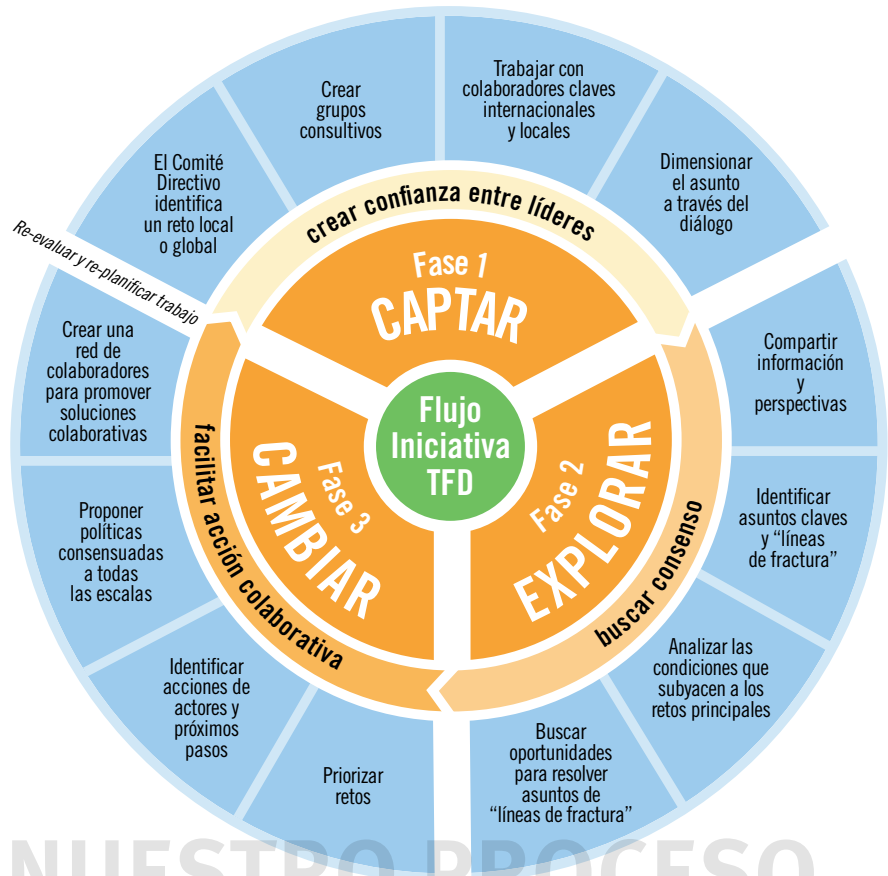 Flujo
Iniciativa
TFD
Fase 1
CAPTAR
crear confianza entre líderes
El Comité
Directivo
identifica
un reto local
o global
Crear
grupos
consultivos
Trabajar con
colaboradores claves
internacionales
y locales
Dimensionar
el asunto
a través del
diálogo
Fase 2
EXPLORAR
buscar consenso
Compartir
información
y
perspectivas
Identificar
asuntos claves
y “líneas
de fractura”
Analizar las
condiciones que
subyacen a los
retos principales
Buscar
oportunidades
para resolver
asuntos de
“líneas de fractura”
Fase 3
CAMBIAR
facilitar acción colaborativa
Priorizar
retos
Identificar
acciones de
actores y
próximos
pasos
Proponer
políticas
consensuadas
a todas
las escalas
Crear una
red de
colaboradores
para promover
soluciones
colaborativas
Re-evaluar y re-planificar trabajo
NUESTRO PROCESO